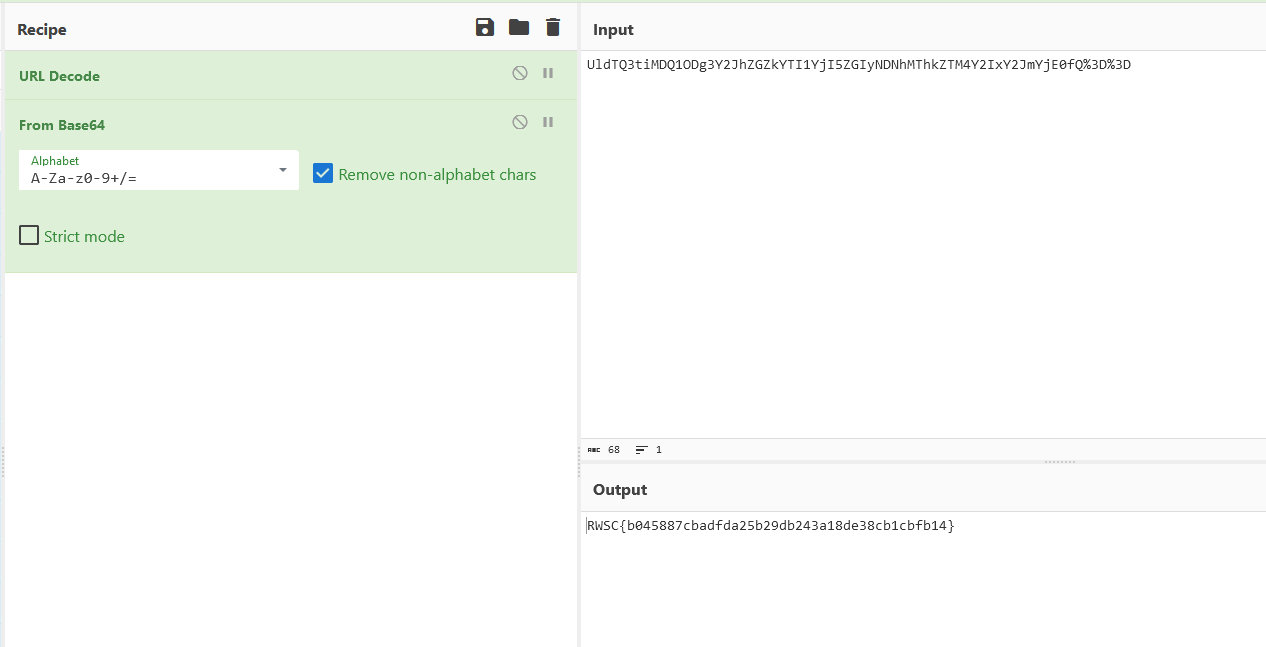 Recipe
URL Decode
From Base64
Alphabet
A-Za-z0-9+/=
Remove non-alphabet chars
Strict mode
Input
UldTQ3tiMDQ1ODg3Y2JhZGZkYTI1YjI5ZGIyNDNhMThkZTM4Y2IxY2JmYjE0fQ%3D%3D
ABC 68 1
Output
RWSC{b045887cbadfda25b29db243a18de38cb1cbfb14}